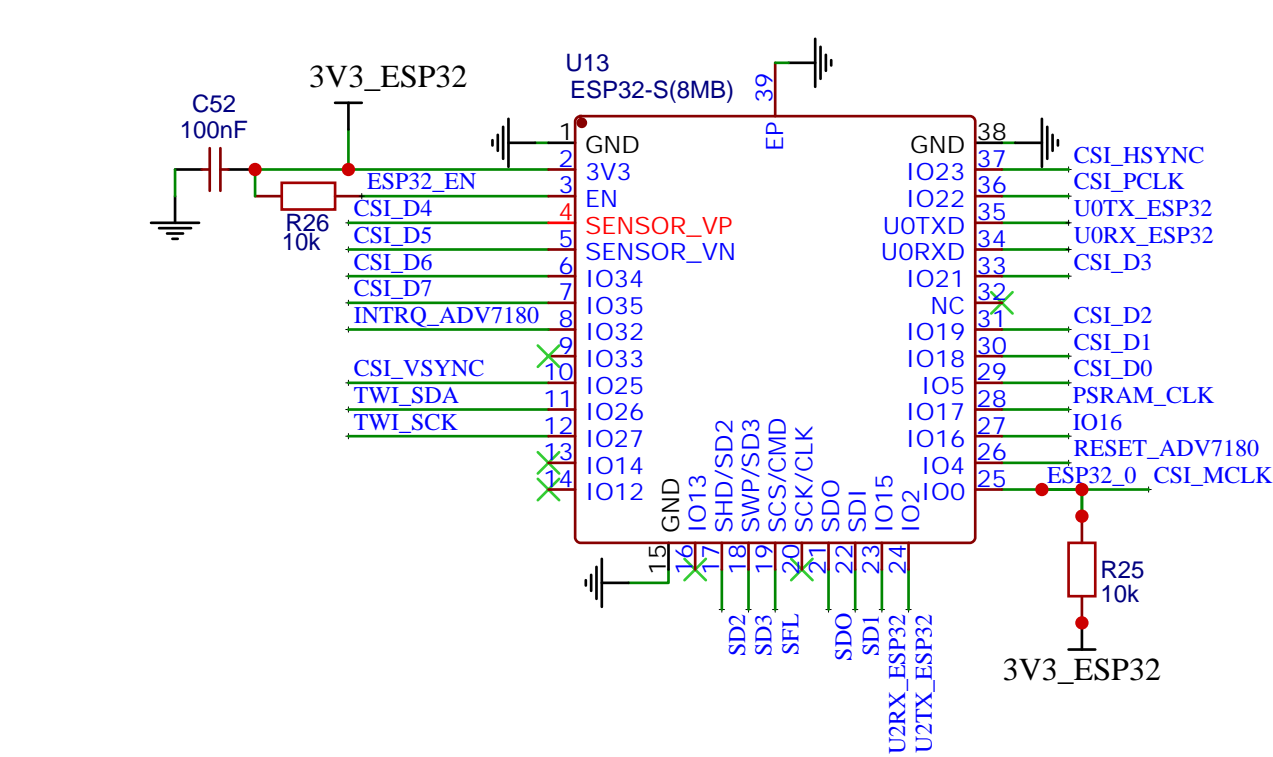 U13
ESP32-S(8MB)
3V3_ESP32
C52
100nF
R26
10k
ESP32_EN
CSI_D4
CSI_D5
CSI_D6
CSI_D7
INTRQ_ADV7180
CSI_VSYNC
TWI_SDA
TWI_SCK
1 GND
2 3V3
3 EN
4 SENSOR_VP
5 SENSOR_VN
6 IO34
7 IO35
8 IO32
9 IO33
10 IO25
11 IO26
12 IO27
13 IO14
14 IO12
39 EP
GND 38
IO23 37 CSI_HSYNC
IO22 36 CSI_PCLK
U0TXD 35 U0TX_ESP32
U0RXD 34 U0RX_ESP32
IO21 33 CSI_D3
NC 32
IO19 31 CSI_D2
IO18 30 CSI_D1
IO5 29 CSI_D0
IO17 28 PSRAM_CLK
IO16 27 IO16
IO4 26 RESET_ADV7180
IO0 25 ESP32_0 CSI_MCLK
GND 15
IO13 16
SHD/SD2 17 SD2
SWP/SD3 18 SD3
SCS/CMD 19 SFL
SCK/CLK 20
SDO 21 SDO
SDI 22 SD1
IO15 23 U2RX_ESP32
IO2 24 U2TX_ESP32
R25
10k
3V3_ESP32